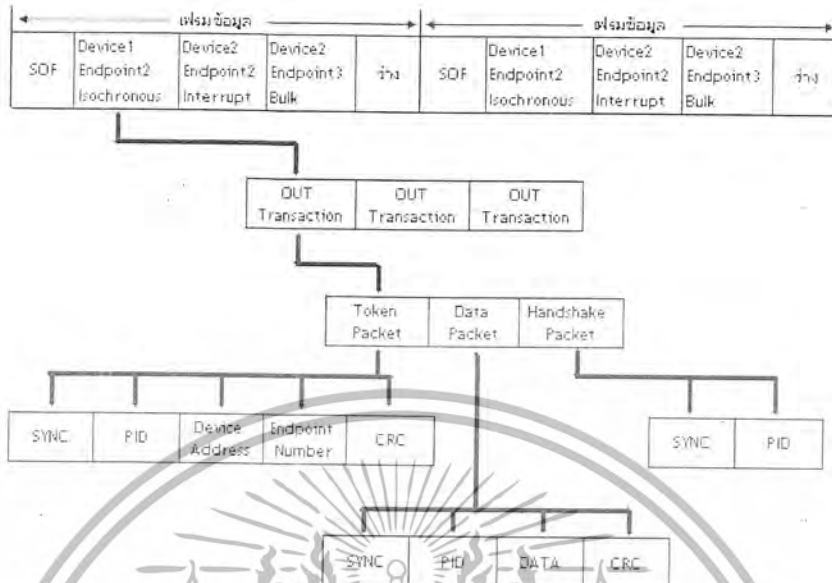 เฟรมข้อมูล เฟรมข้อมูล
SOF Device1 Endpoint2 Isochronous Device2 Endpoint2 Interrupt Device2 Endpoint3 Bulk ว่าง SOF Device1 Endpoint2 Isochronous Device2 Endpoint2 Interrupt Device2 Endpoint3 Bulk ว่าง
OUT Transaction OUT Transaction OUT Transaction
Token Packet Data Packet Handshake Packet
SYNC PID Device Address Endpoint Number CRC SYNC PID
SYNC PID DATA CRC